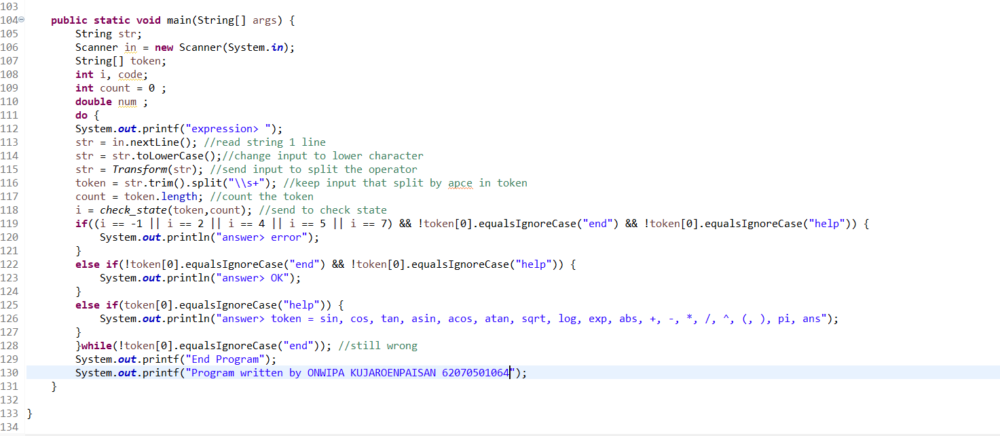 103
104 public static void main(String[] args) {
105 String str;
106 Scanner in = new Scanner(System.in);
107 String[] token;
108 int i, code;
109 int count = 0 ;
110 double num ;
111 do {
112 System.out.printf("expression> ");
113 str = in.nextLine(); //read string 1 line
114 str = str.toLowerCase();//change input to lower character
115 str = Transform(str); //send input to split the operator
116 token = str.trim().split("\\s+"); //keep input that split by apce in token
117 count = token.length; //count the token
118 i = check_state(token,count); //send to check state
119 if((i == -1 || i == 2 || i == 4 || i == 5 || i == 7) && !token[0].equalsIgnoreCase("end") && !token[0].equalsIgnoreCase("help")) {
120 System.out.println("answer> error");
121 }
122 else if(!token[0].equalsIgnoreCase("end") && !token[0].equalsIgnoreCase("help")) {
123 System.out.println("answer> OK");
124 }
125 else if(token[0].equalsIgnoreCase("help")) {
126 System.out.println("answer> token = sin, cos, tan, asin, acos, atan, sqrt, log, exp, abs, +, -, *, /, ^, (, ), pi, ans");
127 }
128 }while(!token[0].equalsIgnoreCase("end")); //still wrong
129 System.out.printf("End Program");
130 System.out.printf("Program written by ONWIPA KUJAROENPAISAN 62070501064");
131 }
132
133 }
134